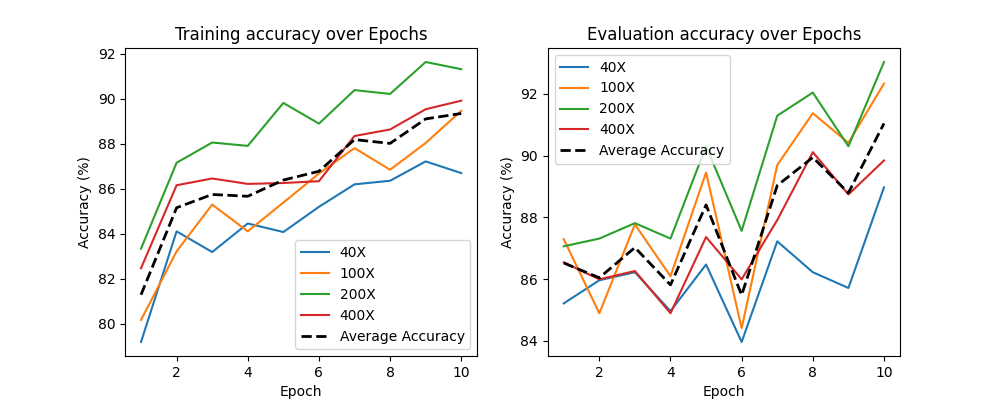 Training accuracy over Epochs
Accuracy (%)
92
90
88
86
84
82
80
40X
100X
200X
400X
Average Accuracy
2
4
6
8
10
Epoch
Evaluation accuracy over Epochs
Accuracy (%)
92
90
88
86
84
40X
100X
200X
400X
Average Accuracy
2
4
6
8
10
Epoch